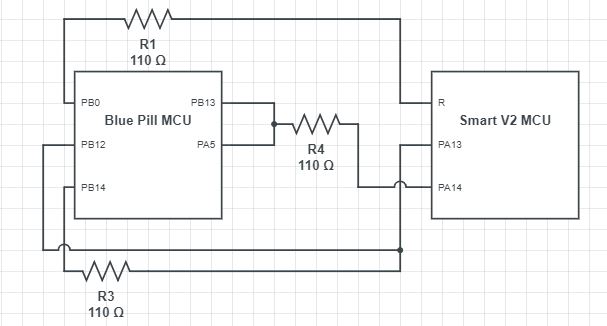 R1
110 Ω
PB0
PB13
R
Blue Pill MCU
Smart V2 MCU
PB12
PA5
PA13
R4
110 Ω
PB14
PA14
R3
110 Ω